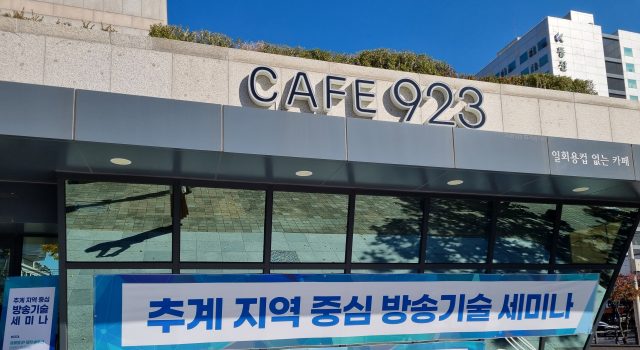 CAFE 923
일회용컵 없는 카페
추계 지역 중심 방송기술 세미나
추계 지역 중심
방송기술
세미나